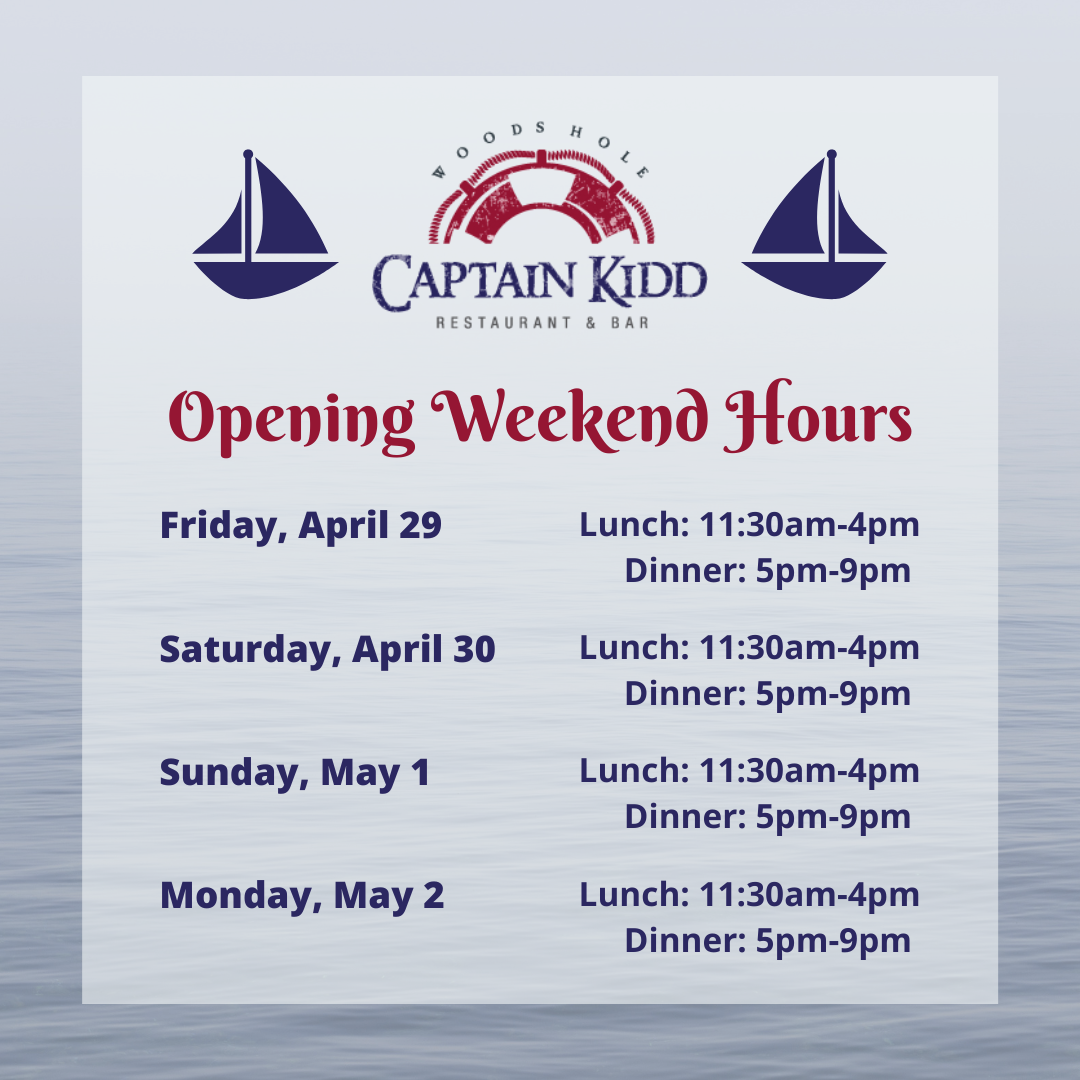 WOODS HOLE
CAPTAIN KIDD
RESTAURANT & BAR
Opening Weekend Hours
Friday, April 29
Lunch: 11:30am-4pm
Dinner: 5pm-9pm
Saturday, April 30
Lunch: 11:30am-4pm
Dinner: 5pm-9pm
Sunday, May 1
Lunch: 11:30am-4pm
Dinner: 5pm-9pm
Monday, May 2
Lunch: 11:30am-4pm
Dinner: 5pm-9pm